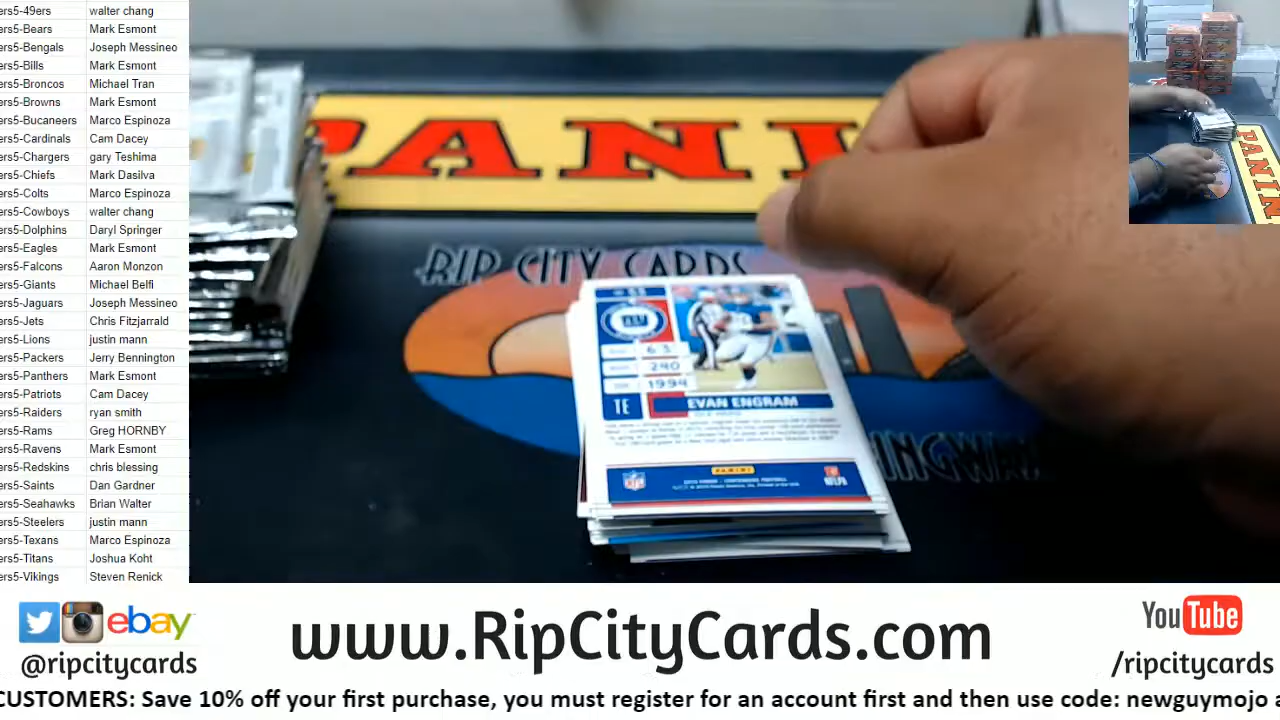 ers5-49ers walter chang
ers5-Bears Mark Esmont
ers5-Bengals Joseph Messineo
ers5-Bills Mark Esmont
ers5-Broncos Michael Tran
ers5-Browns Mark Esmont
ers5-Bucaneers Marco Espinoza
ers5-Cardinals Cam Dacey
ers5-Chargers gary Teshima
ers5-Chiefs Mark Dasilva
ers5-Colts Marco Espinoza
ers5-Cowboys walter chang
ers5-Dolphins Daryl Springer
ers5-Eagles Mark Esmont
ers5-Falcons Aaron Monzon
ers5-Giants Michael Belfi
ers5-Jaguars Joseph Messineo
ers5-Jets Chris Fitzjarrald
ers5-Lions justin mann
ers5-Packers Jerry Bennington
ers5-Panthers Mark Esmont
ers5-Patriots Cam Dacey
ers5-Raiders ryan smith
ers5-Rams Greg HORNBY
ers5-Ravens Mark Esmont
ers5-Redskins chris blessing
ers5-Saints Dan Gardner
ers5-Seahawks Brian Walter
ers5-Steelers justin mann
ers5-Texans Marco Espinoza
ers5-Titans Joshua Koht
ers5-Vikings Steven Renick
PANI
RIP CITY CARDS
240
1994
TE EVAN ENGRAM
PANINI
NFL
NFLPA
INGWA
PANIN
ebay
@ripcitycards
www.RipCityCards.com
YouTube
/ripcitycards
CUSTOMERS: Save 10% off your first purchase, you must register for an account first and then use code: newguymojo a